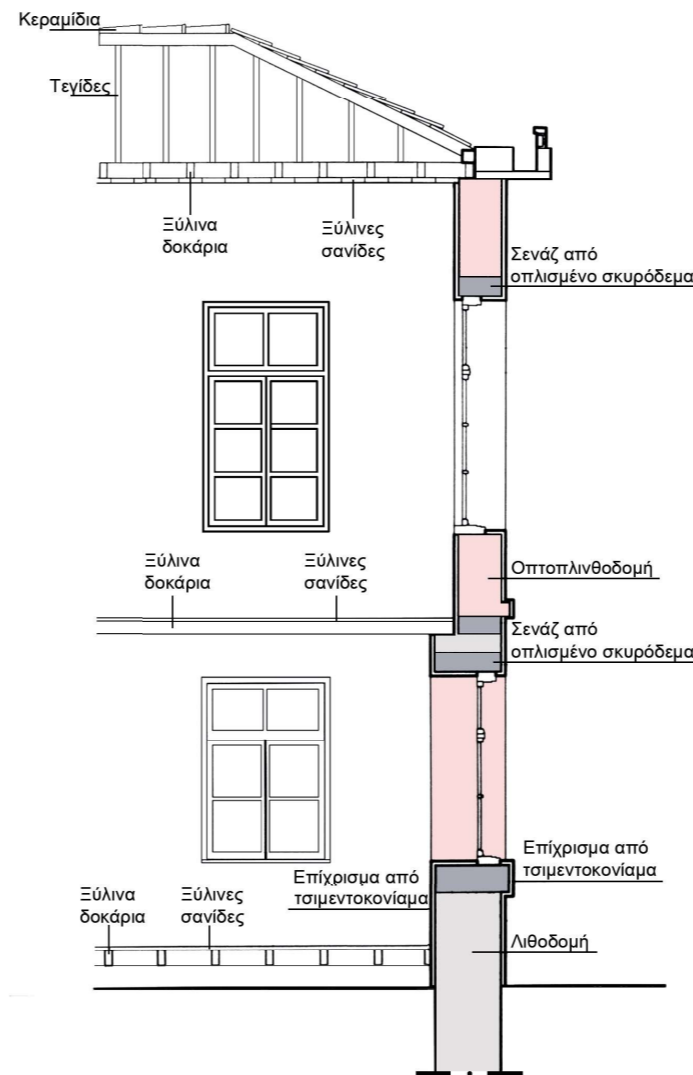 Κεραμίδια
Τεγίδες
Ξύλινα
δοκάρια
Ξύλινες
σανίδες
Σενάζ από
οπλισμένο σκυρόδεμα
Ξύλινα
δοκάρια
Ξύλινες
σανίδες
Οπτοπλινθοδομή
Σενάζ από
οπλισμένο σκυρόδεμα
Επίχρισμα από
τσιμεντοκονίαμα
Επίχρισμα από
τσιμεντοκονίαμα
Ξύλινα
δοκάρια
Ξύλινες
σανίδες
Λιθοδομή